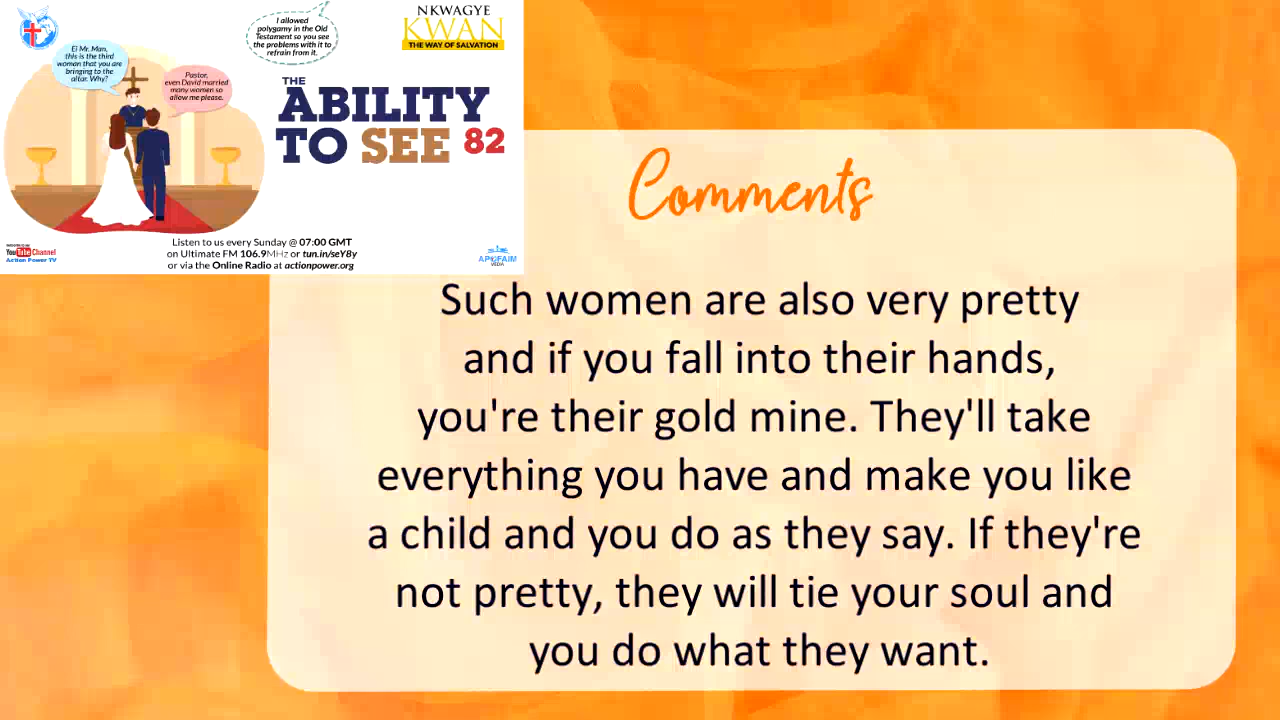 EI Mr. Man,
this is the third
woman that you are
bringing to the
altar. Why?
Pastor,
even David married
many women so
allow me please.
I allowed
polygamy in the Old
Testament so you see
the problems with it to
refrain from it.
NKWAGYE
KWAN
THE WAY OF SALVATION
THE
ABILITY
TO SEE 82
YouTube Channel
Action Power TV
Listen to us every Sunday @ 07:00 GMT
on Ultimate FM 106.9MHz or tun.in/seY8y
or via the Online Radio at actionpower.org
APOFAIM
MEDIA
Comments
Such women are also very pretty
and if you fall into their hands,
you're their gold mine. They'll take
everything you have and make you like
a child and you do as they say. If they're
not pretty, they will tie your soul and
you do what they want.